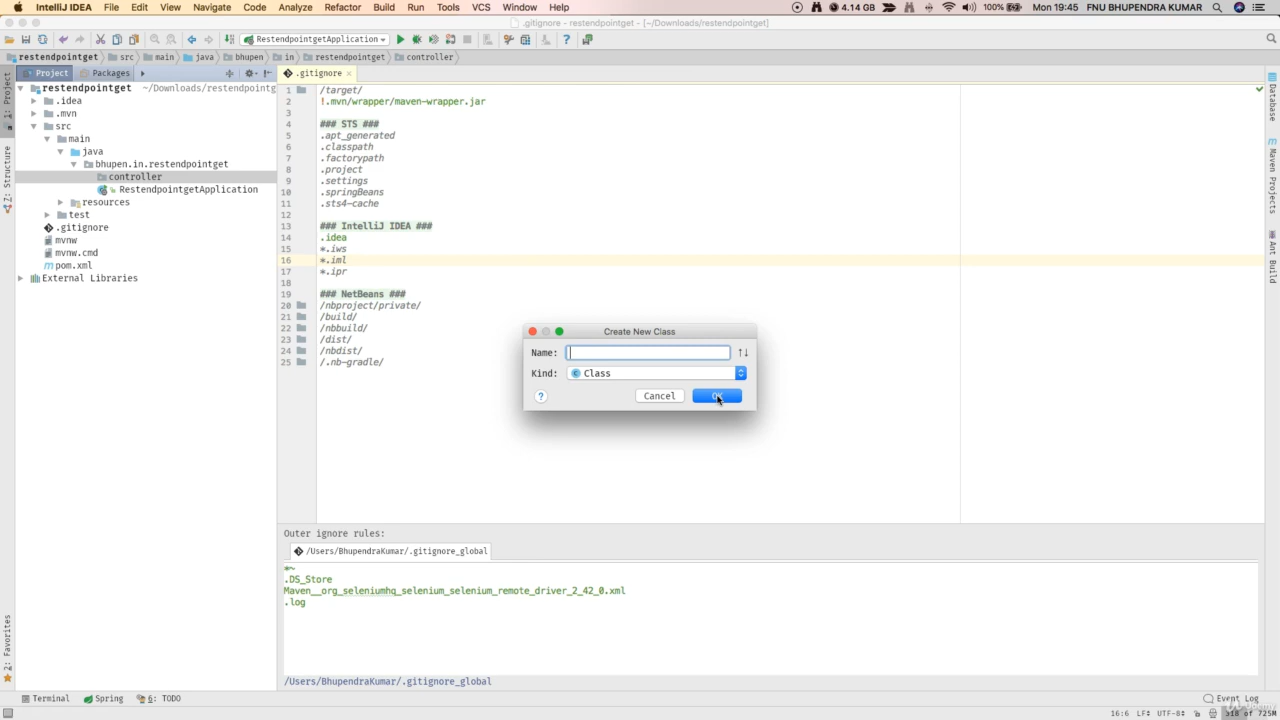 IntelliJ IDEA File Edit View Navigate Code Analyze Refactor Build Run Tools VCS Window Help 4.14 GB 100% Mon 19:45 FNU BHUPENDRA KUMAR
.gitignore - restendpointget - [~/Downloads/restendpointget]
RestendpointgetApplication
restendpointget src main java bhupen in restendpointget controller
Project Packages .gitignore
1: Project
Z: Structure
2: Favorites
restendpointget ~/Downloads/restendpointg
.idea
.mvn
src
main
java
bhupen.in.restendpointget
controller
RestendpointgetApplication
resources
test
.gitignore
mvnw
mvnw.cmd
pom.xml
External Libraries
1 /target/
2 !.mvn/wrapper/maven-wrapper.jar
3
4 ### STS ###
5 .apt_generated
6 .classpath
7 .factorypath
8 .project
9 .settings
10 .springBeans
11 .sts4-cache
12
13 ### IntelliJ IDEA ###
14 .idea
15 *.iws
16 *.iml
17 *.ipr
18
19 ### NetBeans ###
20 /nbproject/private/
21 /build/
22 /nbbuild/
23 /dist/
24 /nbdist/
25 /.nb-gradle/
Create New Class
Name:
Kind: Class
? Cancel OK
Outer ignore rules:
/Users/BhupendraKumar/.gitignore_global
*~
.DS_Store
Maven__org_seleniumhq_selenium_selenium_remote_driver_2_42_0.xml
.log
/Users/BhupendraKumar/.gitignore_global
Database
Maven Projects
Ant Build
Terminal Spring 6: TODO Event Log
16:6 LF UTF-8 318 of 725M